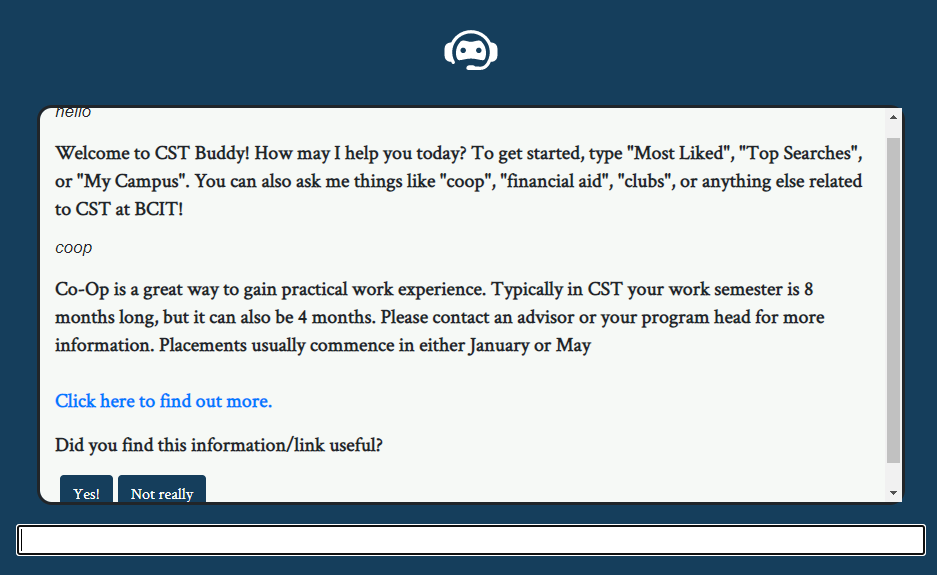 hello
Welcome to CST Buddy! How may I help you today? To get started, type "Most Liked", "Top Searches",
or "My Campus". You can also ask me things like "coop", "financial aid", "clubs", or anything else related
to CST at BCIT!
coop
Co-Op is a great way to gain practical work experience. Typically in CST your work semester is 8
months long, but it can also be 4 months. Please contact an advisor or your program head for more
information. Placements usually commence in either January or May
Click here to find out more.
Did you find this information/link useful?
Yes! Not really